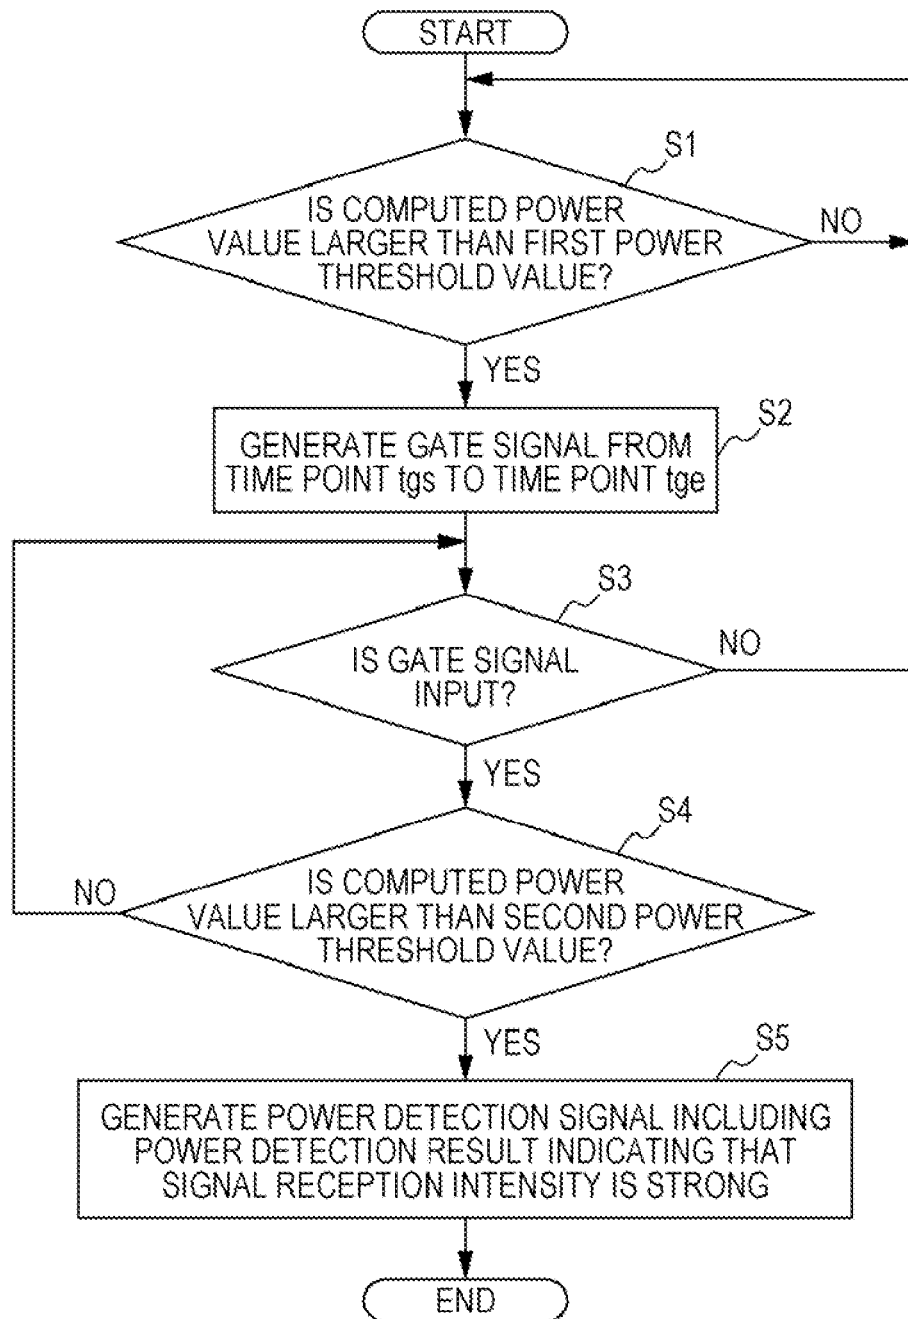 START
S1
IS COMPUTED POWER
VALUE LARGER THAN FIRST POWER
THRESHOLD VALUE?
NO
YES
S2
GENERATE GATE SIGNAL FROM
TIME POINT tgs TO TIME POINT tge
S3
IS GATE SIGNAL
INPUT?
NO
YES
S4
IS COMPUTED POWER
VALUE LARGER THAN SECOND POWER
THRESHOLD VALUE?
NO
YES
S5
GENERATE POWER DETECTION SIGNAL INCLUDING
POWER DETECTION RESULT INDICATING THAT
SIGNAL RECEPTION INTENSITY IS STRONG
END